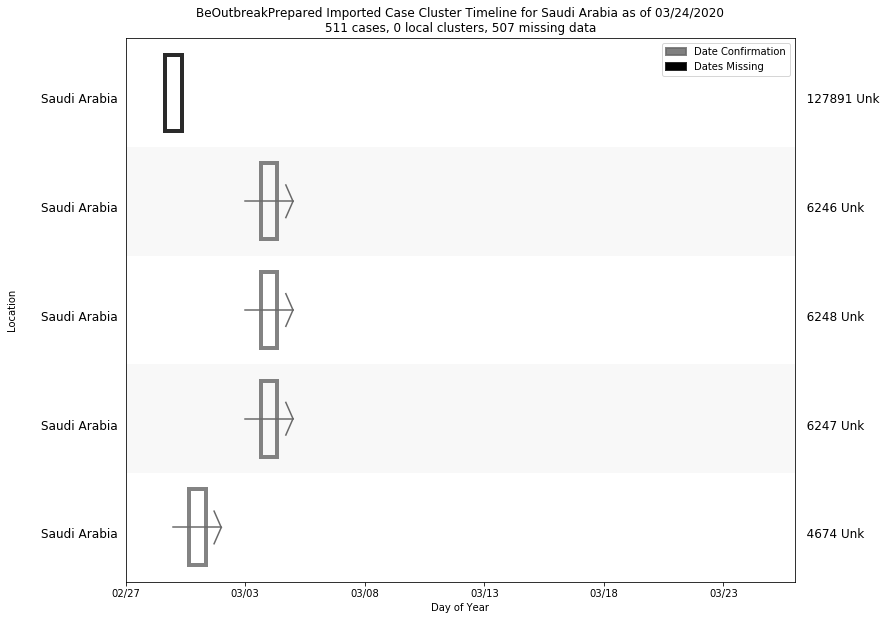 BeOutbreakPrepared Imported Case Cluster Timeline for Saudi Arabia as of 03/24/2020
511 cases, 0 local clusters, 507 missing data
Date Confirmation
Dates Missing
Saudi Arabia
127891 Unk
Saudi Arabia
6246 Unk
Saudi Arabia
6248 Unk
Saudi Arabia
6247 Unk
Saudi Arabia
4674 Unk
Location
02/27
03/03
03/08
03/13
03/18
03/23
Day of Year